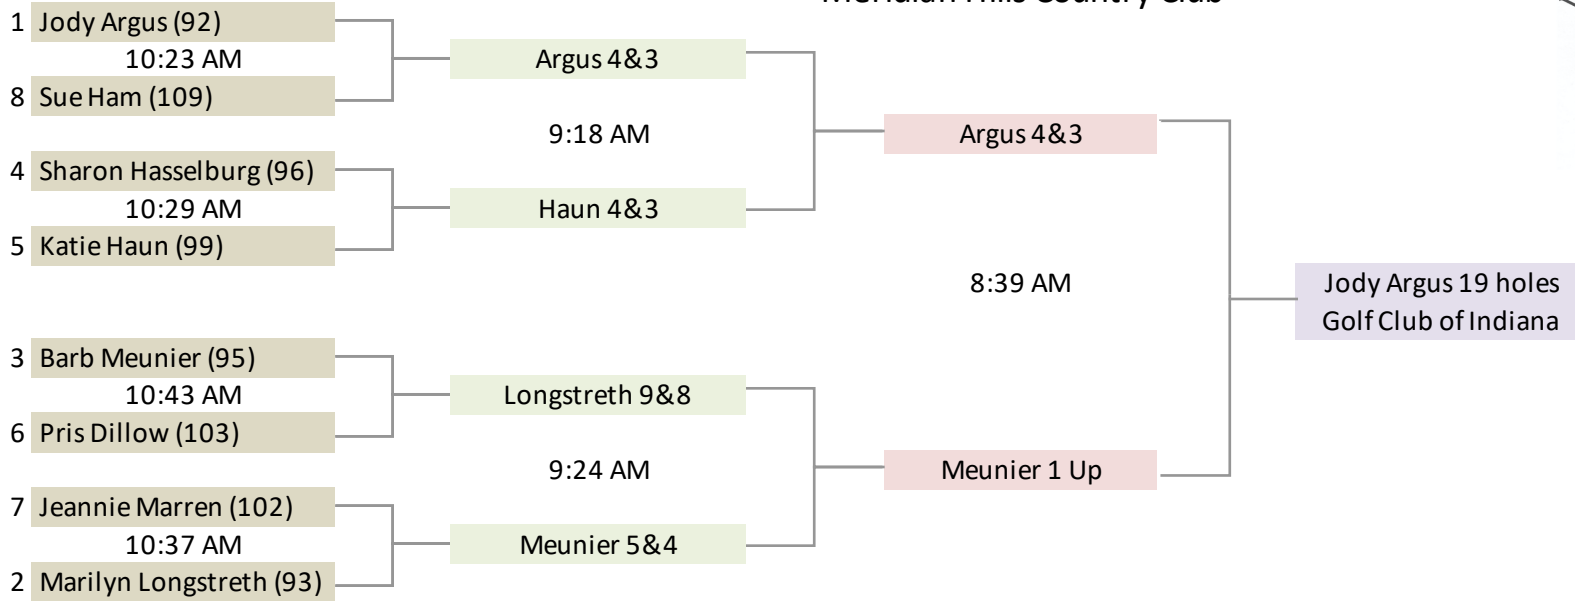 Meridian Hills Country Club
1 Jody Argus (92)
10:23 AM
8 Sue Ham (109)
4 Sharon Hasselburg (96)
10:29 AM
5 Katie Haun (99)
3 Barb Meunier (95)
10:43 AM
6 Pris Dillow (103)
7 Jeannie Marren (102)
10:37 AM
2 Marilyn Longstreth (93)
Argus 4&3
9:18 AM
Haun 4&3
Longstreth 9&8
9:24 AM
Meunier 5&4
Argus 4&3
8:39 AM
Meunier 1 Up
Jody Argus 19 holes
Golf Club of Indiana